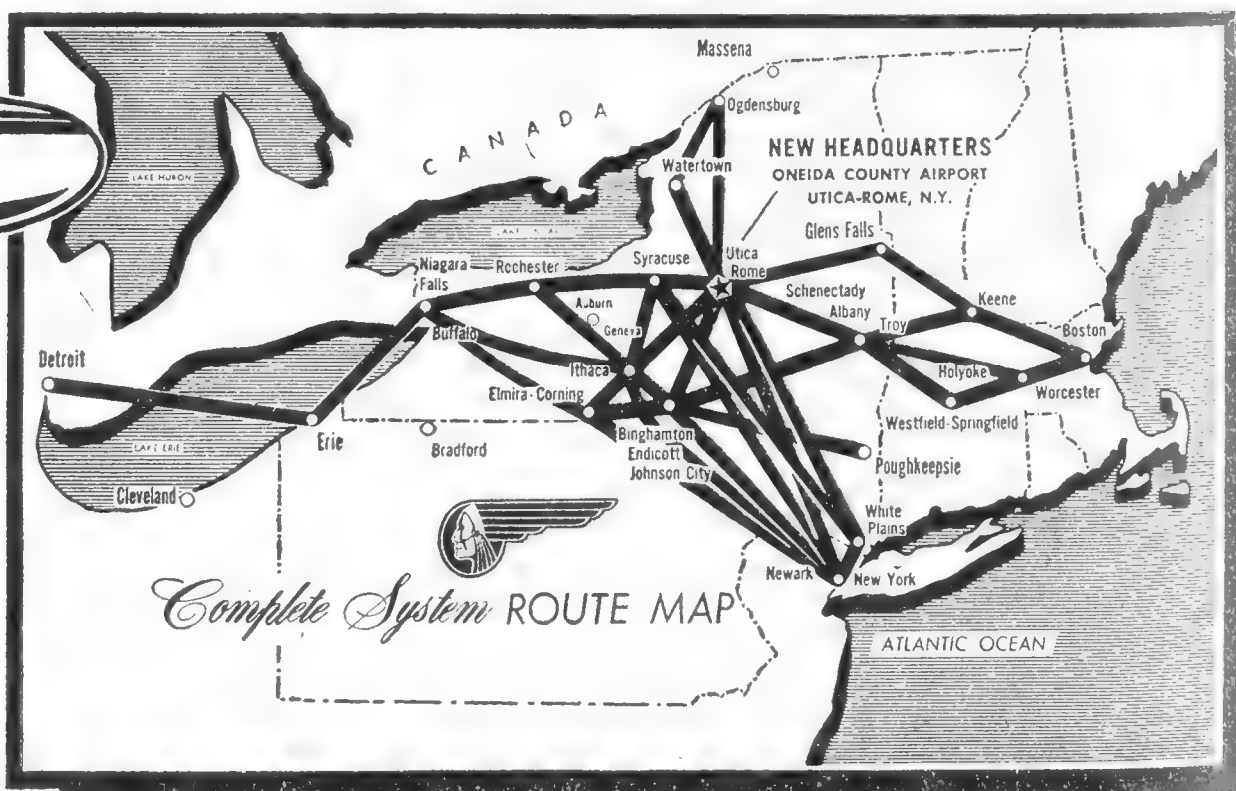 Massena
Ogdensburg
CANADA
NEW HEADQUARTERS
ONEIDA COUNTY AIRPORT
UTICA-ROME, N.Y.
LAKE HURON
Watertown
Glens Falls
Niagara
Falls
Rochester
Syracuse
Utica
Rome
Schenectady
Albany
Troy
Keene
Boston
Auburn
Geneva
Buffalo
Detroit
Ithaca
Elmira-Corning
Holyoke
Worcester
Westfield-Springfield
Erie
Bradford
LAKE ERIE
Cleveland
Binghamton
Endicott
Johnson City
Poughkeepsie
White
Plains
Newark
New York
Complete System ROUTE MAP
ATLANTIC OCEAN